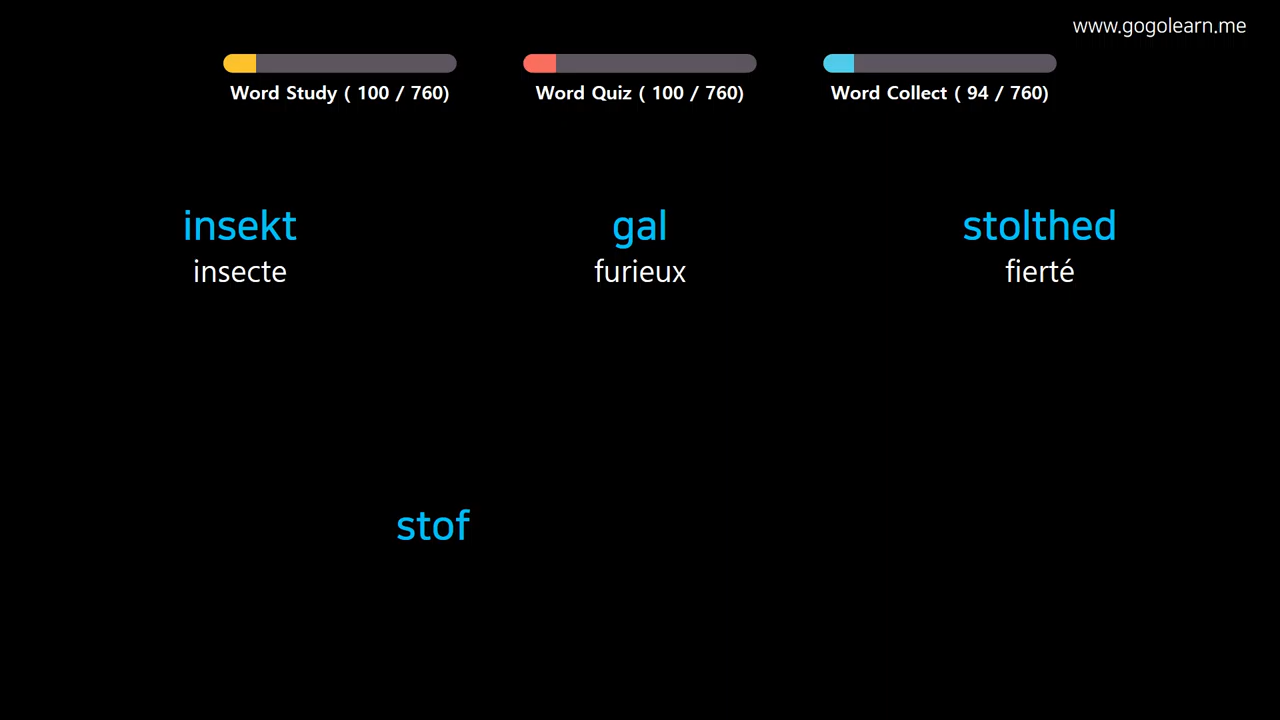 www.gogolearn.me
Word Study ( 100 / 760)
Word Quiz ( 100 / 760)
Word Collect ( 94 / 760)
insekt
insecte
gal
furieux
stolthed
fierté
stof